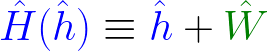 Ĥ(ĥ) ≡ ĥ + Ŵ